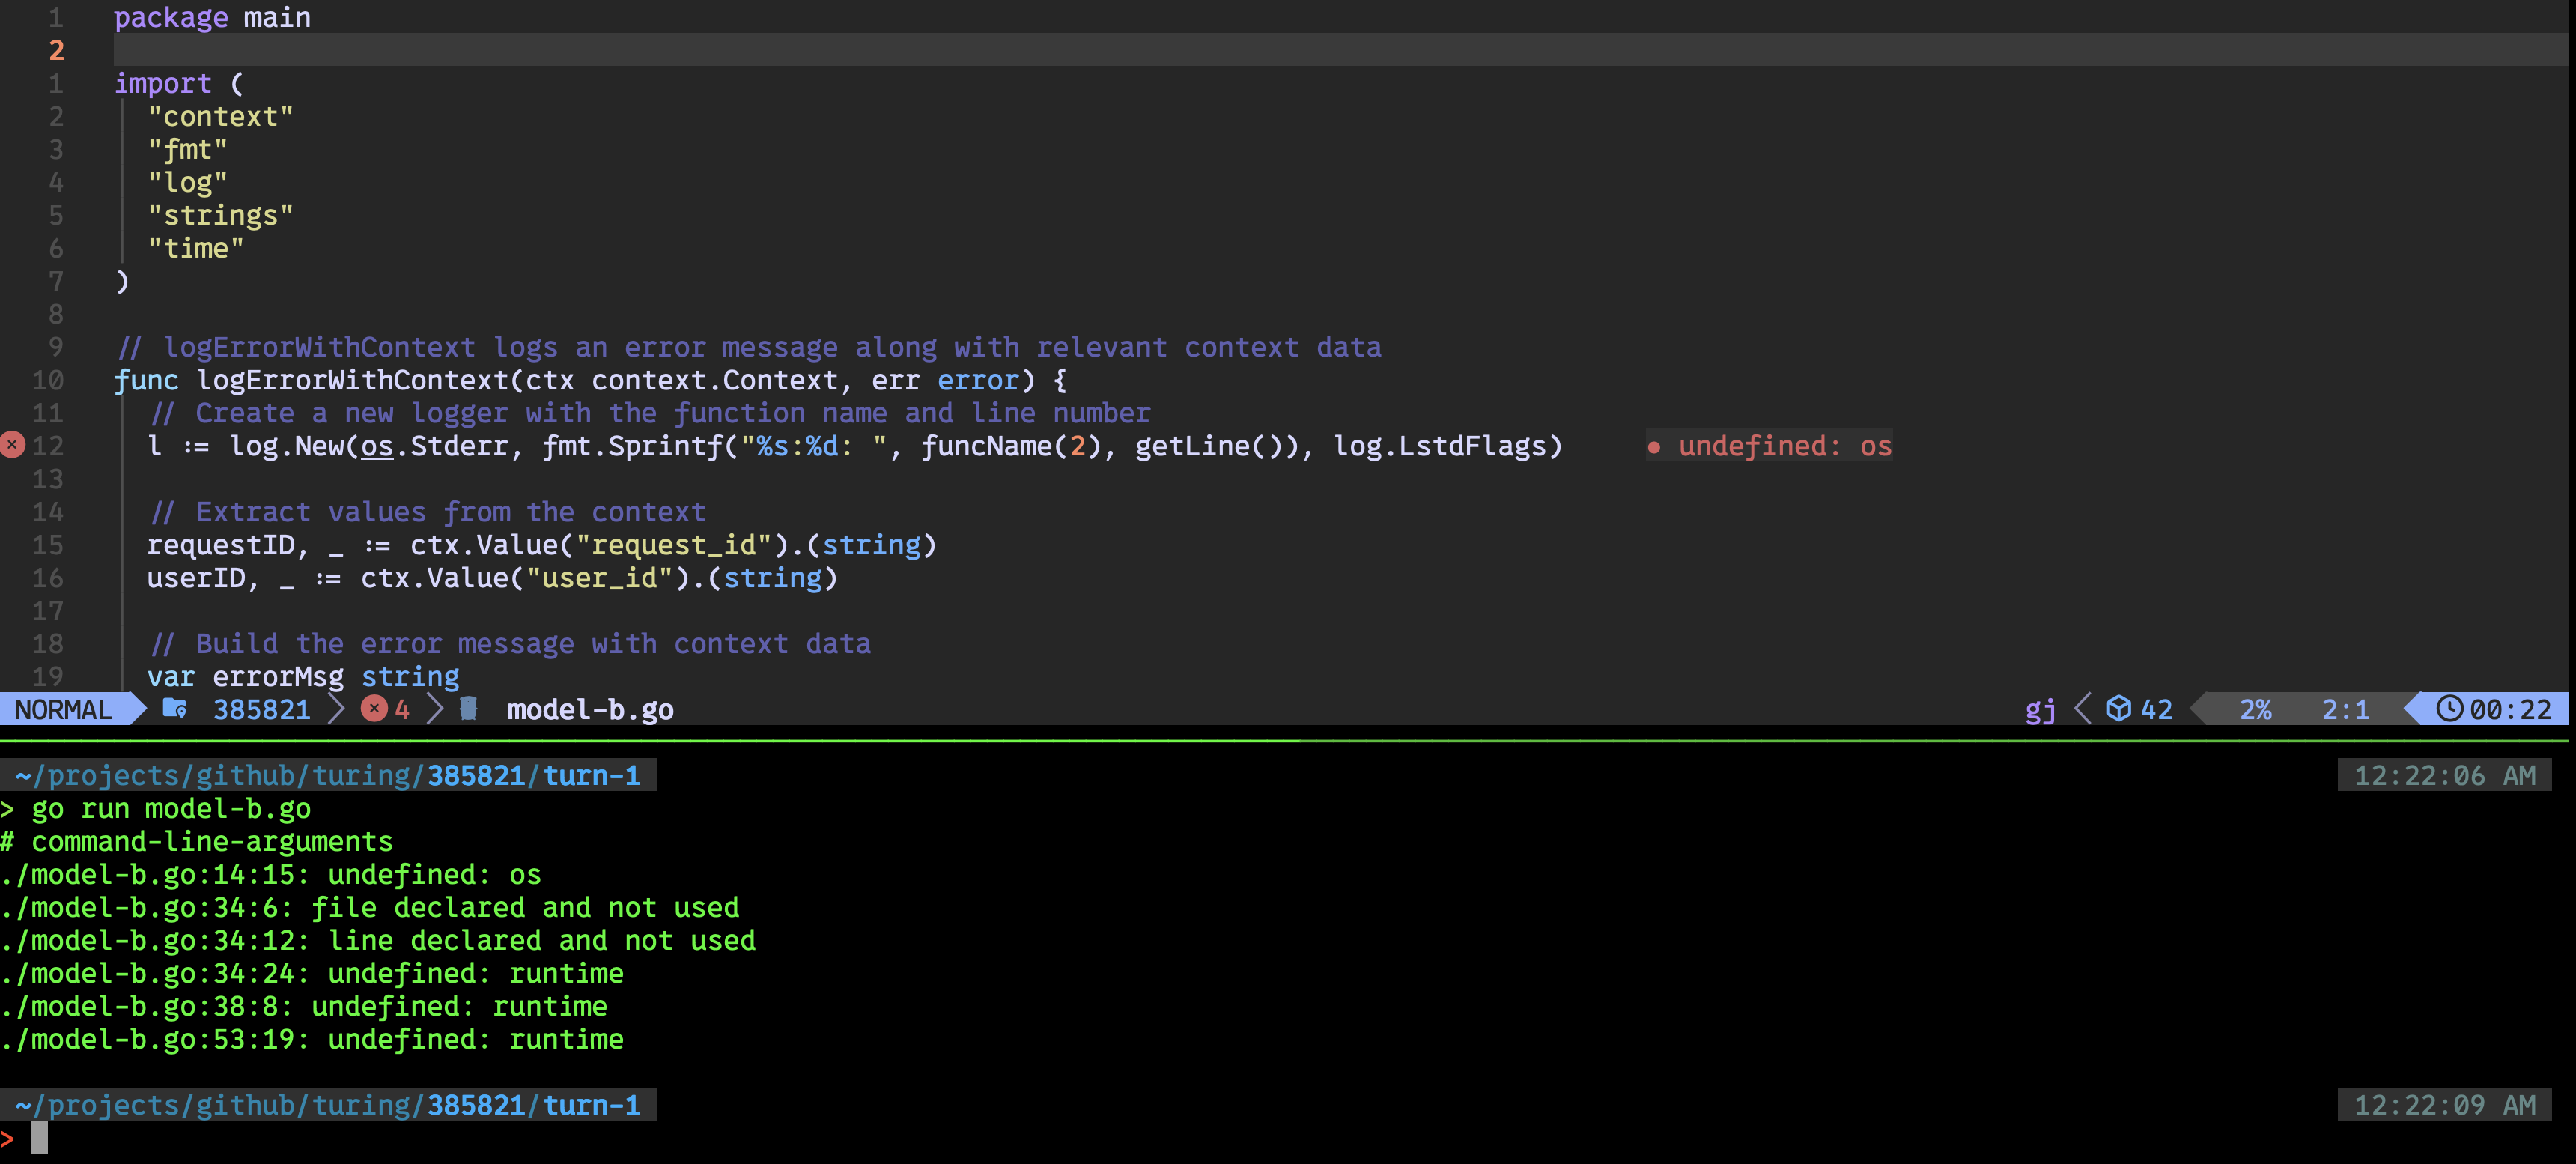 1 package main
2
1 import (
2 "context"
3 "fmt"
4 "log"
5 "strings"
6 "time"
7 )
8
9 // logErrorWithContext logs an error message along with relevant context data
10 func logErrorWithContext(ctx context.Context, err error) {
11 // Create a new logger with the function name and line number
12 l := log.New(os.Stderr, fmt.Sprintf("%s:%d: ", funcName(2), getLine()), log.LstdFlags) ● undefined: os
13
14 // Extract values from the context
15 requestID, _ := ctx.Value("request_id").(string)
16 userID, _ := ctx.Value("user_id").(string)
17
18 // Build the error message with context data
19 var errorMsg string
NORMAL 385821 4 model-b.go gj 42 2% 2:1 00:22
~/projects/github/turing/385821/turn-1 12:22:06 AM
> go run model-b.go
# command-line-arguments
./model-b.go:14:15: undefined: os
./model-b.go:34:6: file declared and not used
./model-b.go:34:12: line declared and not used
./model-b.go:34:24: undefined: runtime
./model-b.go:38:8: undefined: runtime
./model-b.go:53:19: undefined: runtime
~/projects/github/turing/385821/turn-1 12:22:09 AM
>